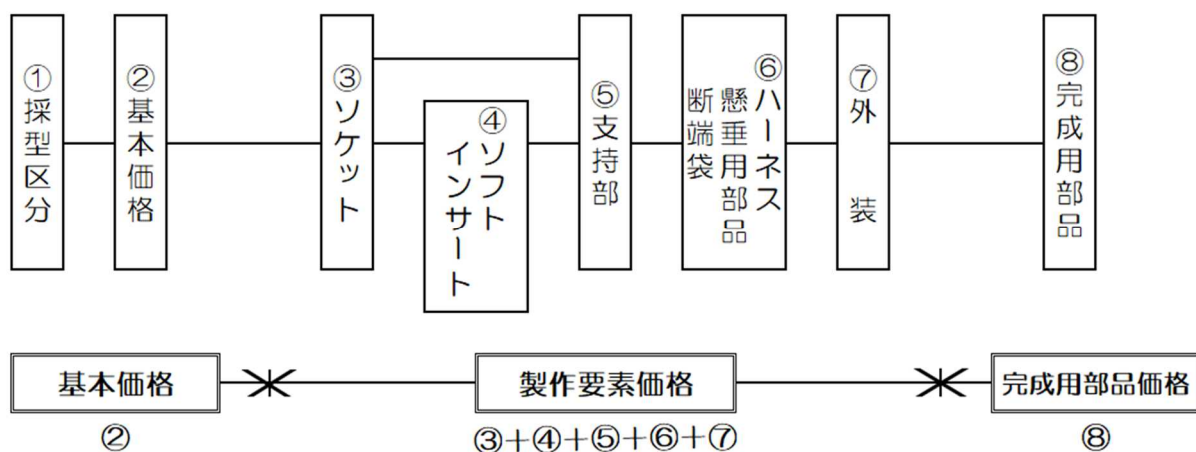 ①採型区分
②基本価格
③ソケット
④ソフト
インサート
⑤支持部
⑥ハーネス
懸垂用部品
断端袋
⑦外装
⑧完成用部品
基本価格
製作要素価格
完成用部品価格
②
③+④+⑤+⑥+⑦
⑧